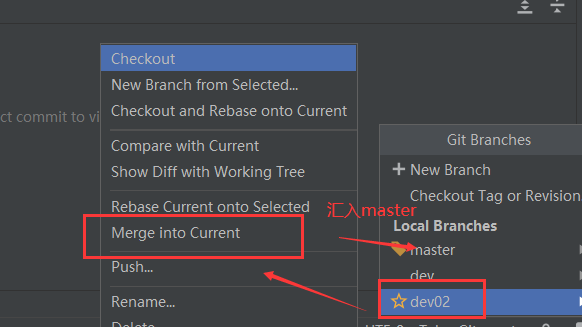 Checkout
New Branch from Selected...
Checkout and Rebase onto Current
ct commit to vi
Compare with Current
Show Diff with Working Tree
Rebase Current onto Selected
Merge into Current
Push...
Rename...
Delete
汇入master
Git Branches
+ New Branch
Checkout Tag or Revision
Local Branches
master
dev
dev02